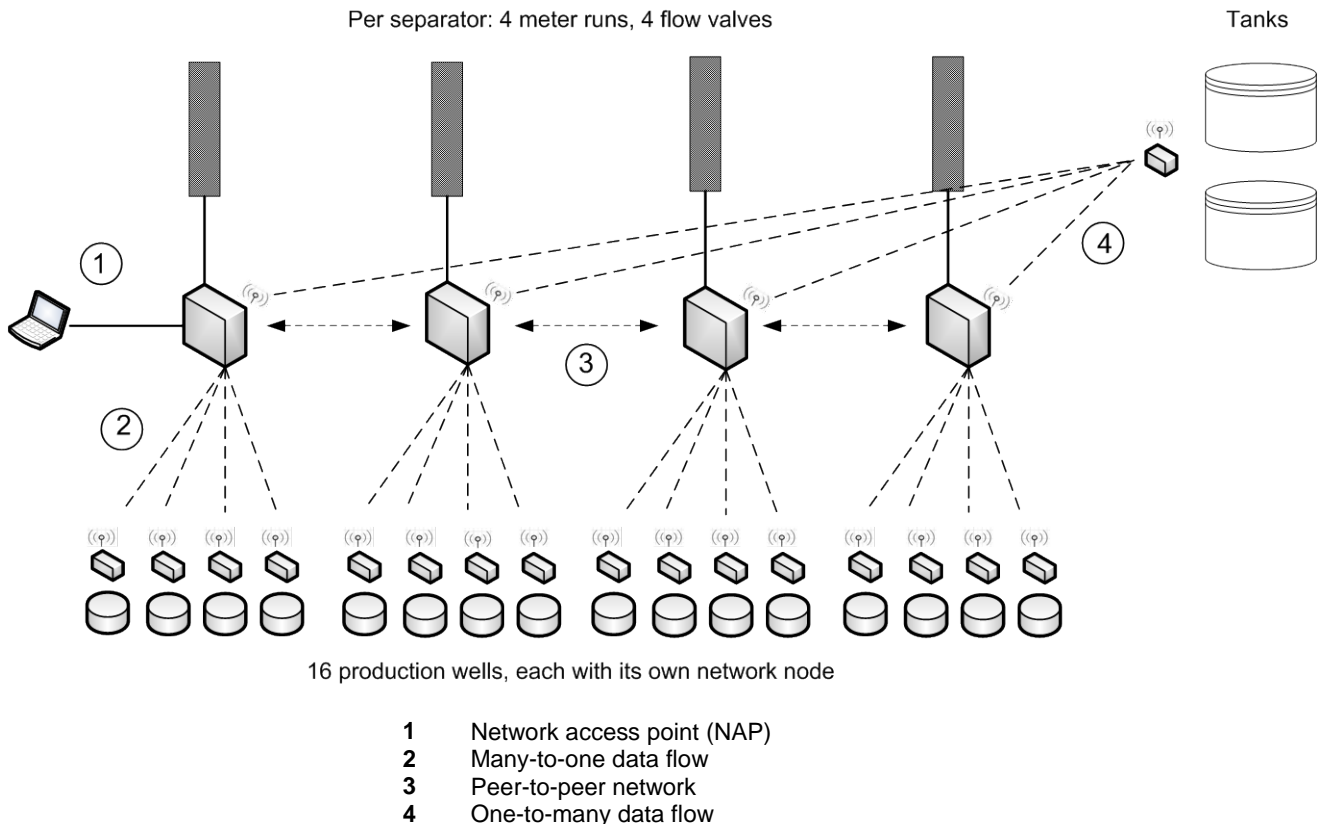 Per separator: 4 meter runs, 4 flow valves
Tanks
1
4
3
2
16 production wells, each with its own network node
1 Network access point (NAP)
2 Many-to-one data flow
3 Peer-to-peer network
4 One-to-many data flow